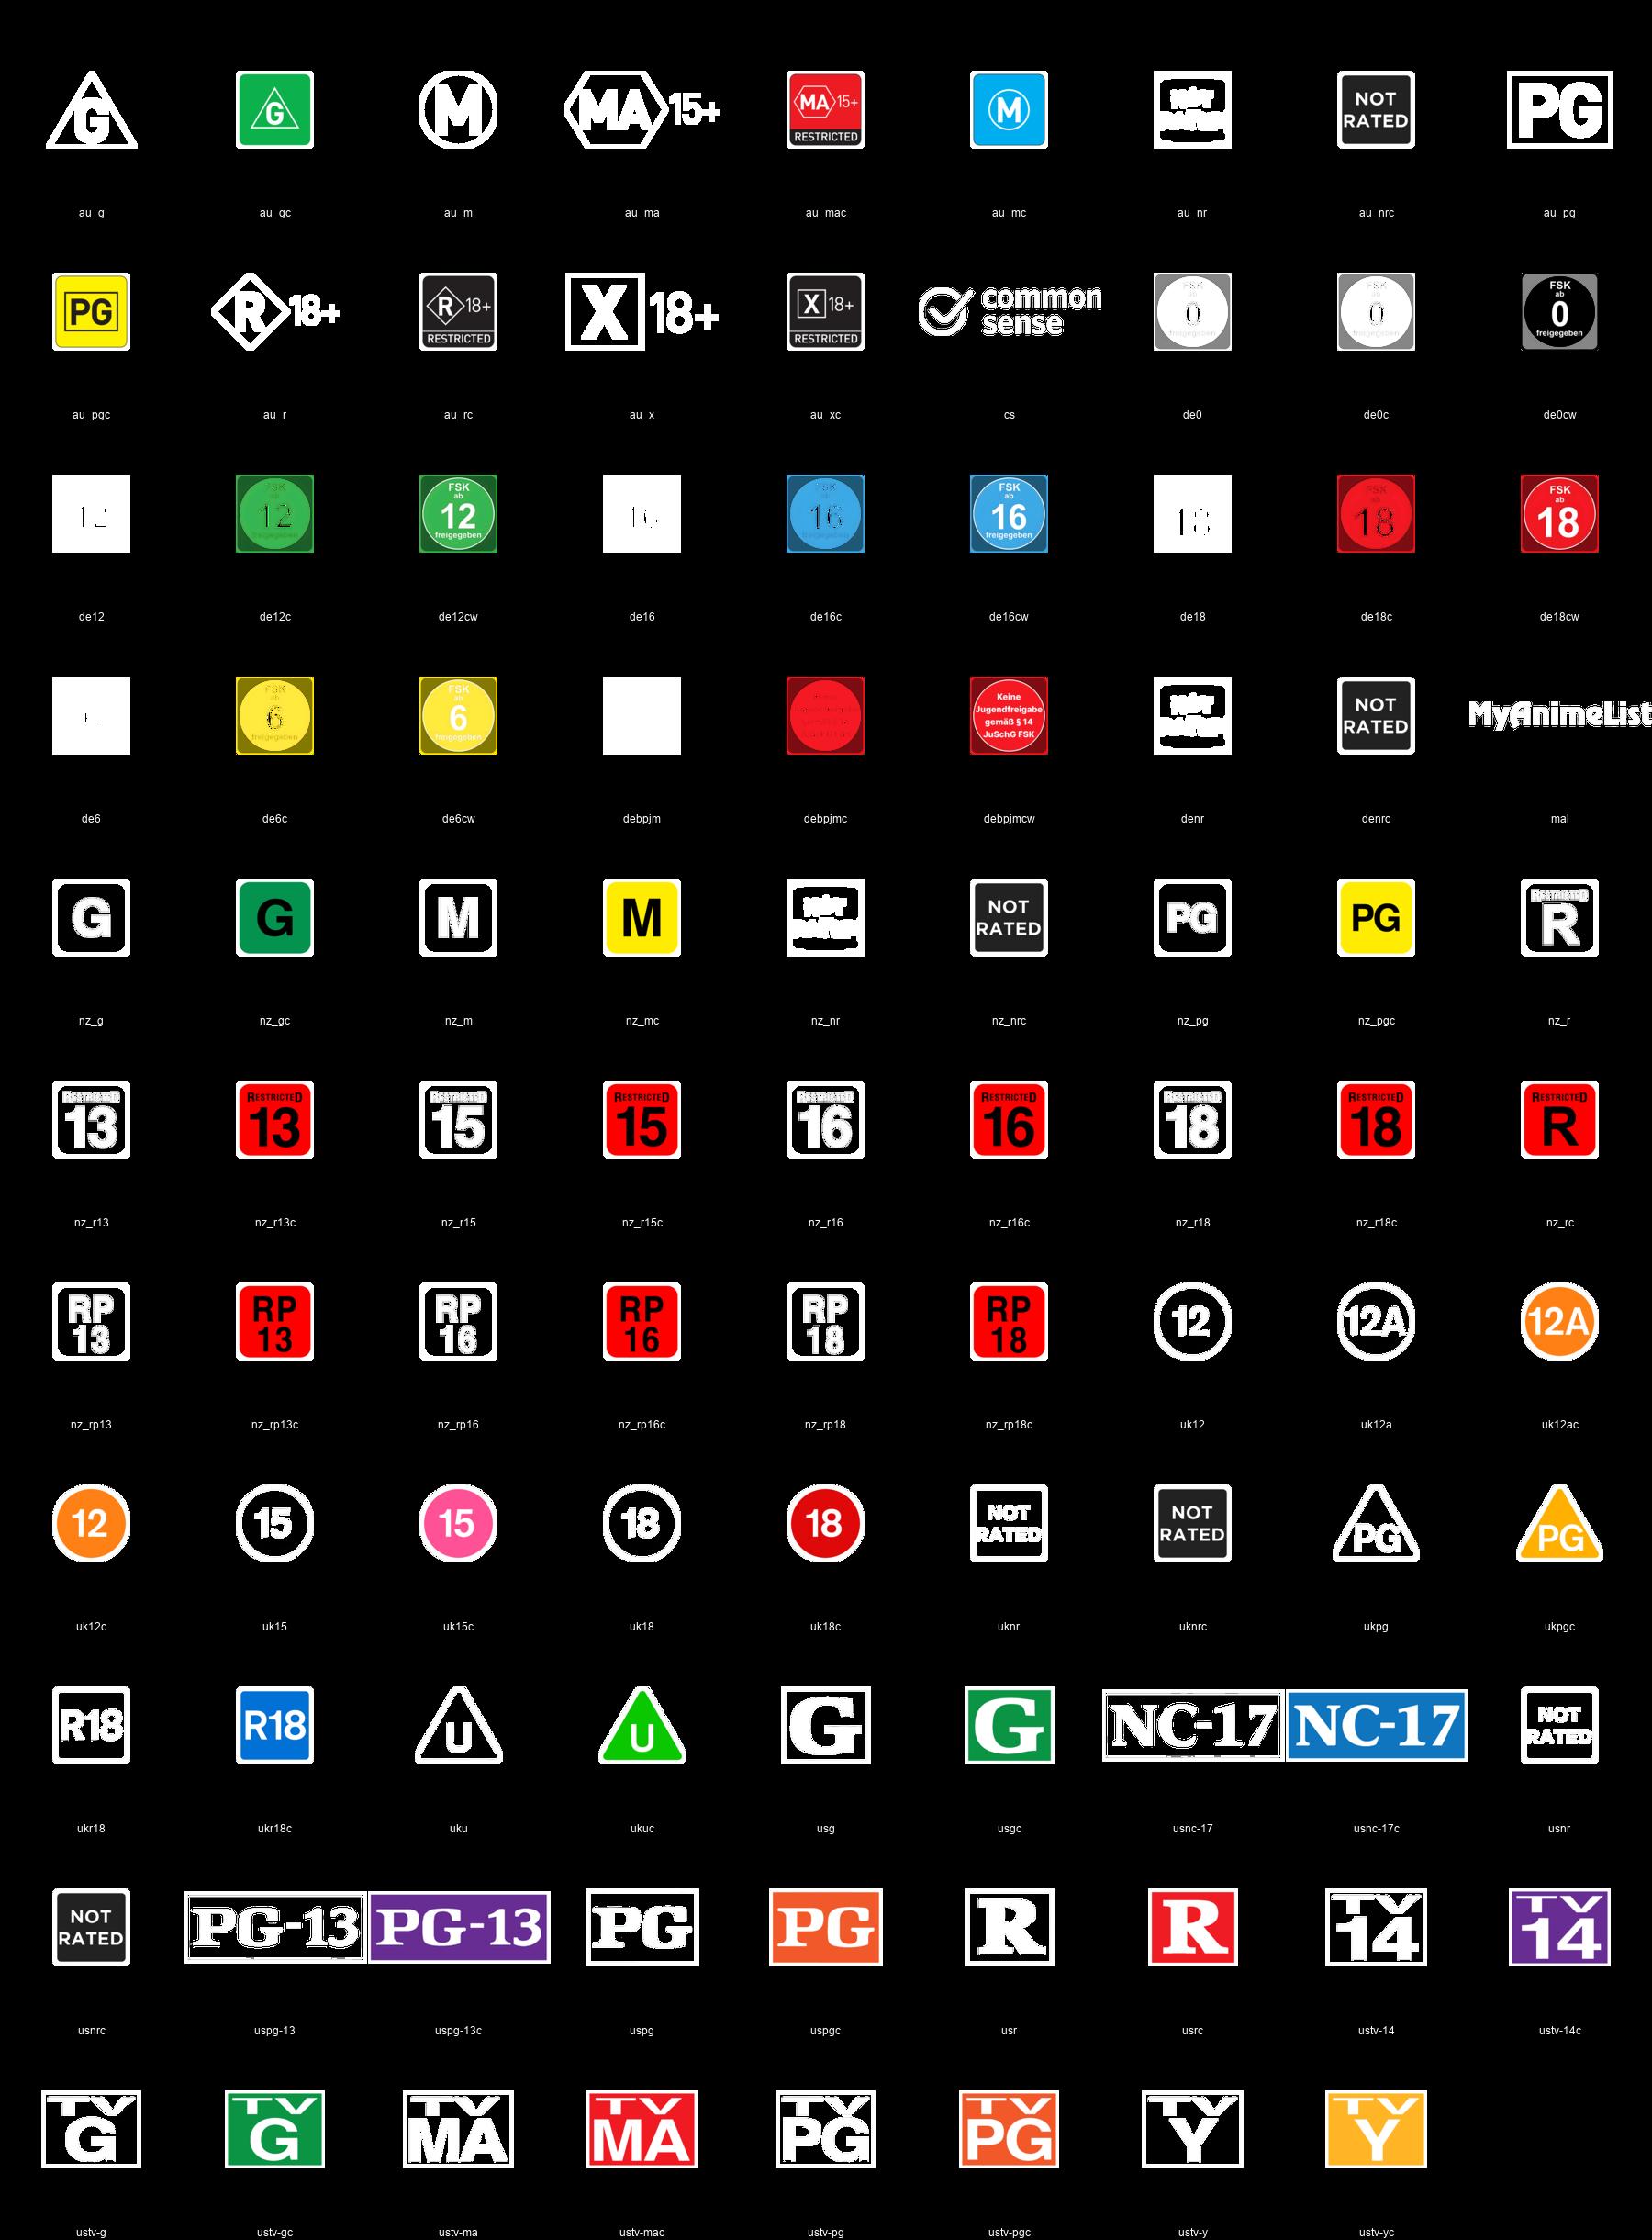 G
G
M
MA 15+
MA 15+
RESTRICTED
M
NOT
RATED
PG
au_g au_gc au_m au_ma au_mac au_mc au_nr au_nrc au_pg
PG
R 18+
R 18+
RESTRICTED
X 18+
X 18+
RESTRICTED
common
sense
0
0
FSK
ab
0
freigegeben
au_pgc au_r au_rc au_x au_xc cs de0 de0c de0cw
12
FSK
ab
12
freigegeben
16
FSK
ab
16
freigegeben
18
18
FSK
ab
18
de12 de12c de12cw de16 de16c de16cw de18 de18c de18cw
6
FSK
ab
6
freigegeben
Keine
Jugendfreigabe
gemäß § 14
JuSchG FSK
NOT
RATED
MyAnimeList
de6 de6c de6cw debpjm debpjmc debpjmcw denr denrc mal
G
G
M
M
NOT
RATED
PG
PG
RESTRICTED
R
nz_g nz_gc nz_m nz_mc nz_nr nz_nrc nz_pg nz_pgc nz_r
RESTRICTED
13
RESTRICTED
13
RESTRICTED
15
RESTRICTED
15
RESTRICTED
16
RESTRICTED
16
RESTRICTED
18
RESTRICTED
18
RESTRICTED
R
nz_r13 nz_r13c nz_r15 nz_r15c nz_r16 nz_r16c nz_r18 nz_r18c nz_rc
RP
13
RP
13
RP
16
RP
16
RP
18
RP
18
12
12A
12A
nz_rp13 nz_rp13c nz_rp16 nz_rp16c nz_rp18 nz_rp18c uk12 uk12a uk12ac
12
15
15
18
18
NOT
RATED
NOT
RATED
PG
PG
uk12c uk15 uk15c uk18 uk18c uknr uknrc ukpg ukpgc
R18
R18
U
U
G
G
NC-17
NC-17
NOT
RATED
ukr18 ukr18c uku ukuc usg usgc usnc-17 usnc-17c usnr
NOT
RATED
PG-13
PG-13
PG
PG
R
R
TV
14
TV
14
usnrc uspg-13 uspg-13c uspg uspgc usr usrc ustv-14 ustv-14c
TV
G
TV
G
TV
MA
TV
MA
TV
PG
TV
PG
TV
Y
TV
Y
ustv-g ustv-gc ustv-ma ustv-mac ustv-pg ustv-pgc ustv-y ustv-yc